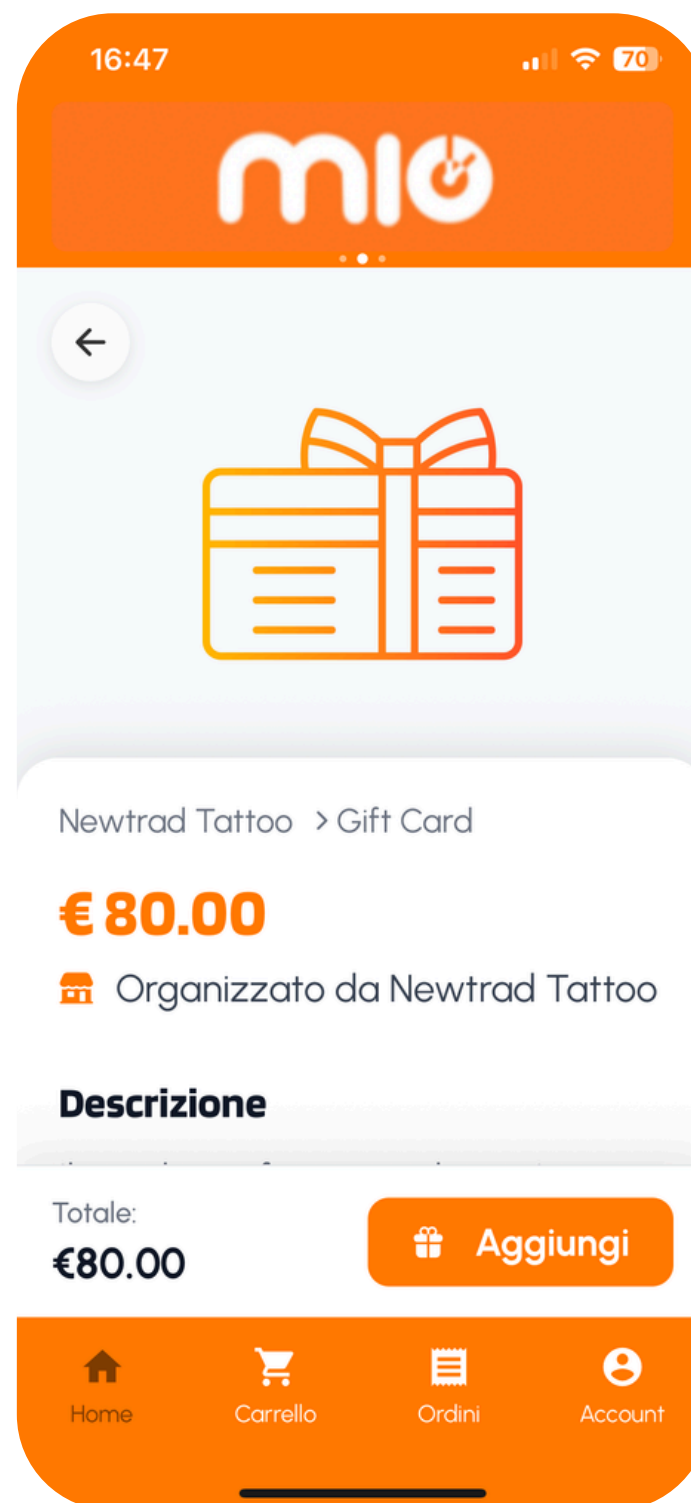 16:47
70
mio
Newtrad Tattoo > Gift Card
€ 80.00
Organizzato da Newtrad Tattoo
Descrizione
Totale:
€80.00
Aggiungi
Home
Carrello
Ordini
Account